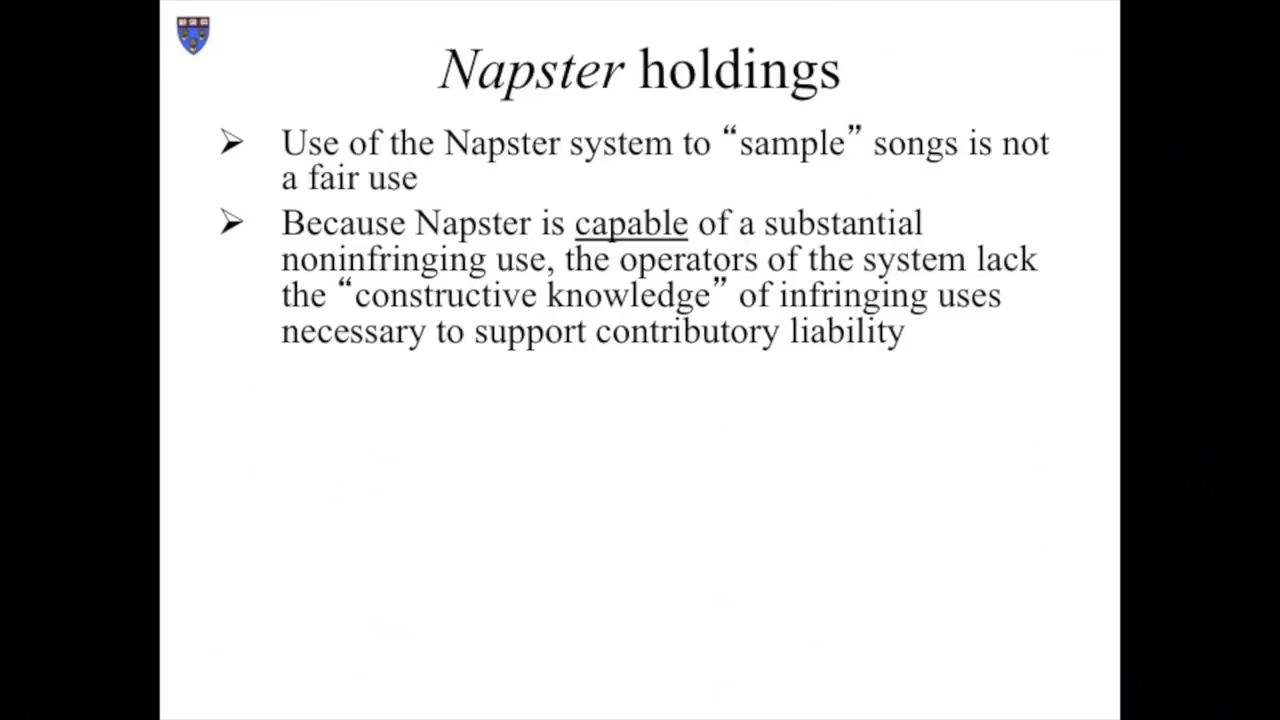 Napster holdings
➢ Use of the Napster system to “sample” songs is not
a fair use
➢ Because Napster is capable of a substantial
noninfringing use, the operators of the system lack
the “constructive knowledge” of infringing uses
necessary to support contributory liability